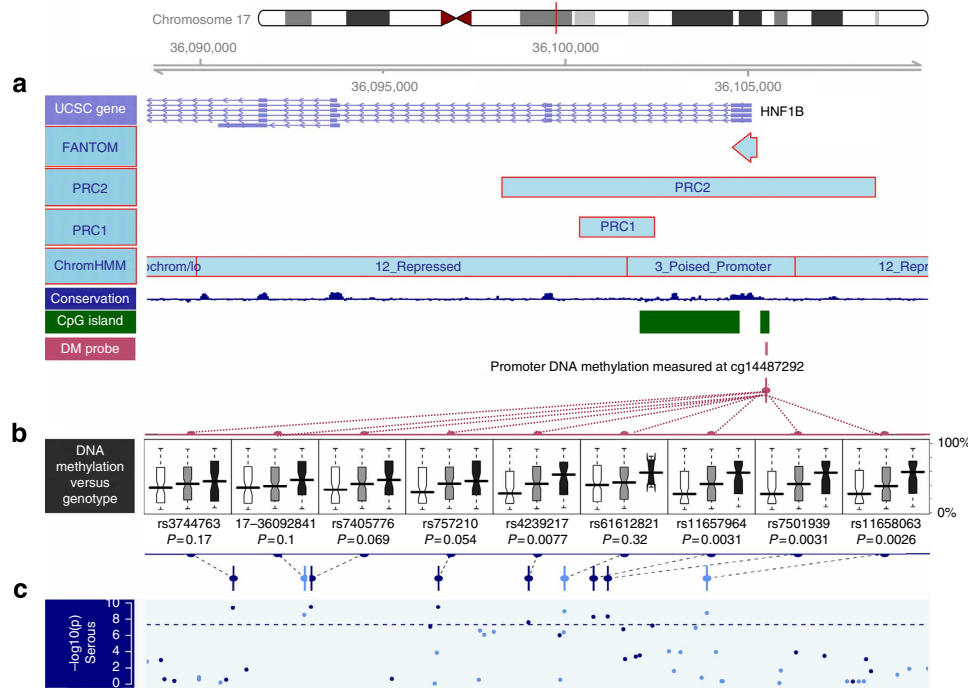 Chromosome 17
36,090,000
36,100,000
36,095,000
36,105,000
a
UCSC gene
HNF1B
FANTOM
PRC2
PRC2
PRC1
PRC1
ChromHMM
ochrom/lo
12_Repressed
3_Poised_Promoter
12_Repr
Conservation
CpG island
DM probe
Promoter DNA methylation measured at cg14487292
b
DNA
methylation
versus
genotype
100%
0%
rs3744763
17–36092841
rs7405776
rs757210
rs4239217
rs61612821
rs11657964
rs7501939
rs11658063
P=0.17
P=0.1
P=0.069
P=0.054
P=0.0077
P=0.32
P=0.0031
P=0.0031
P=0.0026
c
–log10(p)
Serous
10
8
6
4
2
0